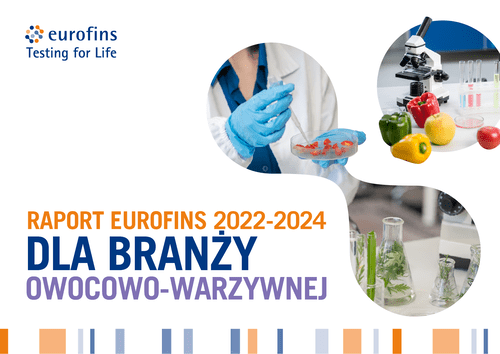 eurofins
Testing for Life
RAPORT EUROFINS 2022-2024
DLA BRANŻY
OWOCOWO-WARZYWNEJ